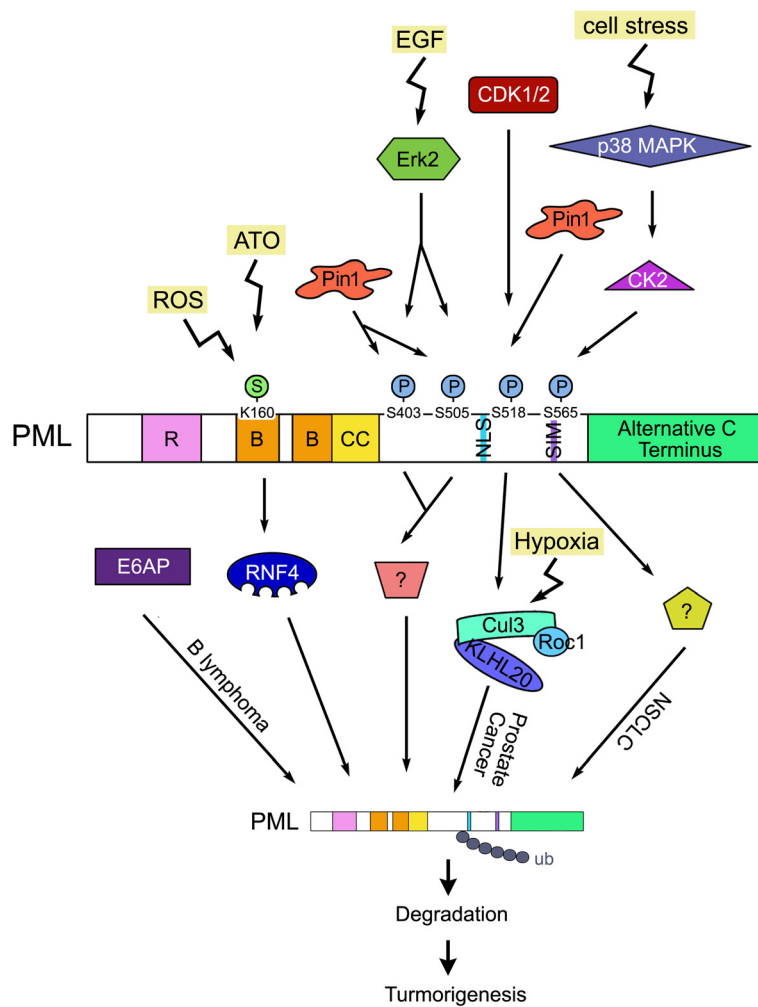 EGF
cell stress
CDK1/2
Erk2
p38 MAPK
Pin1
ATO
Pin1
CK2
ROS
S
P
P
P
P
K160
S403
S505
S518
S565
PML
R
B
B
CC
NLS
SIM
Alternative C
Terminus
Hypoxia
E6AP
RNF4
?
Cul3
Roc1
KLHL20
?
B lymphoma
Prostate
Cancer
NSCLC
PML
ub
Degradation
Turmorigenesis